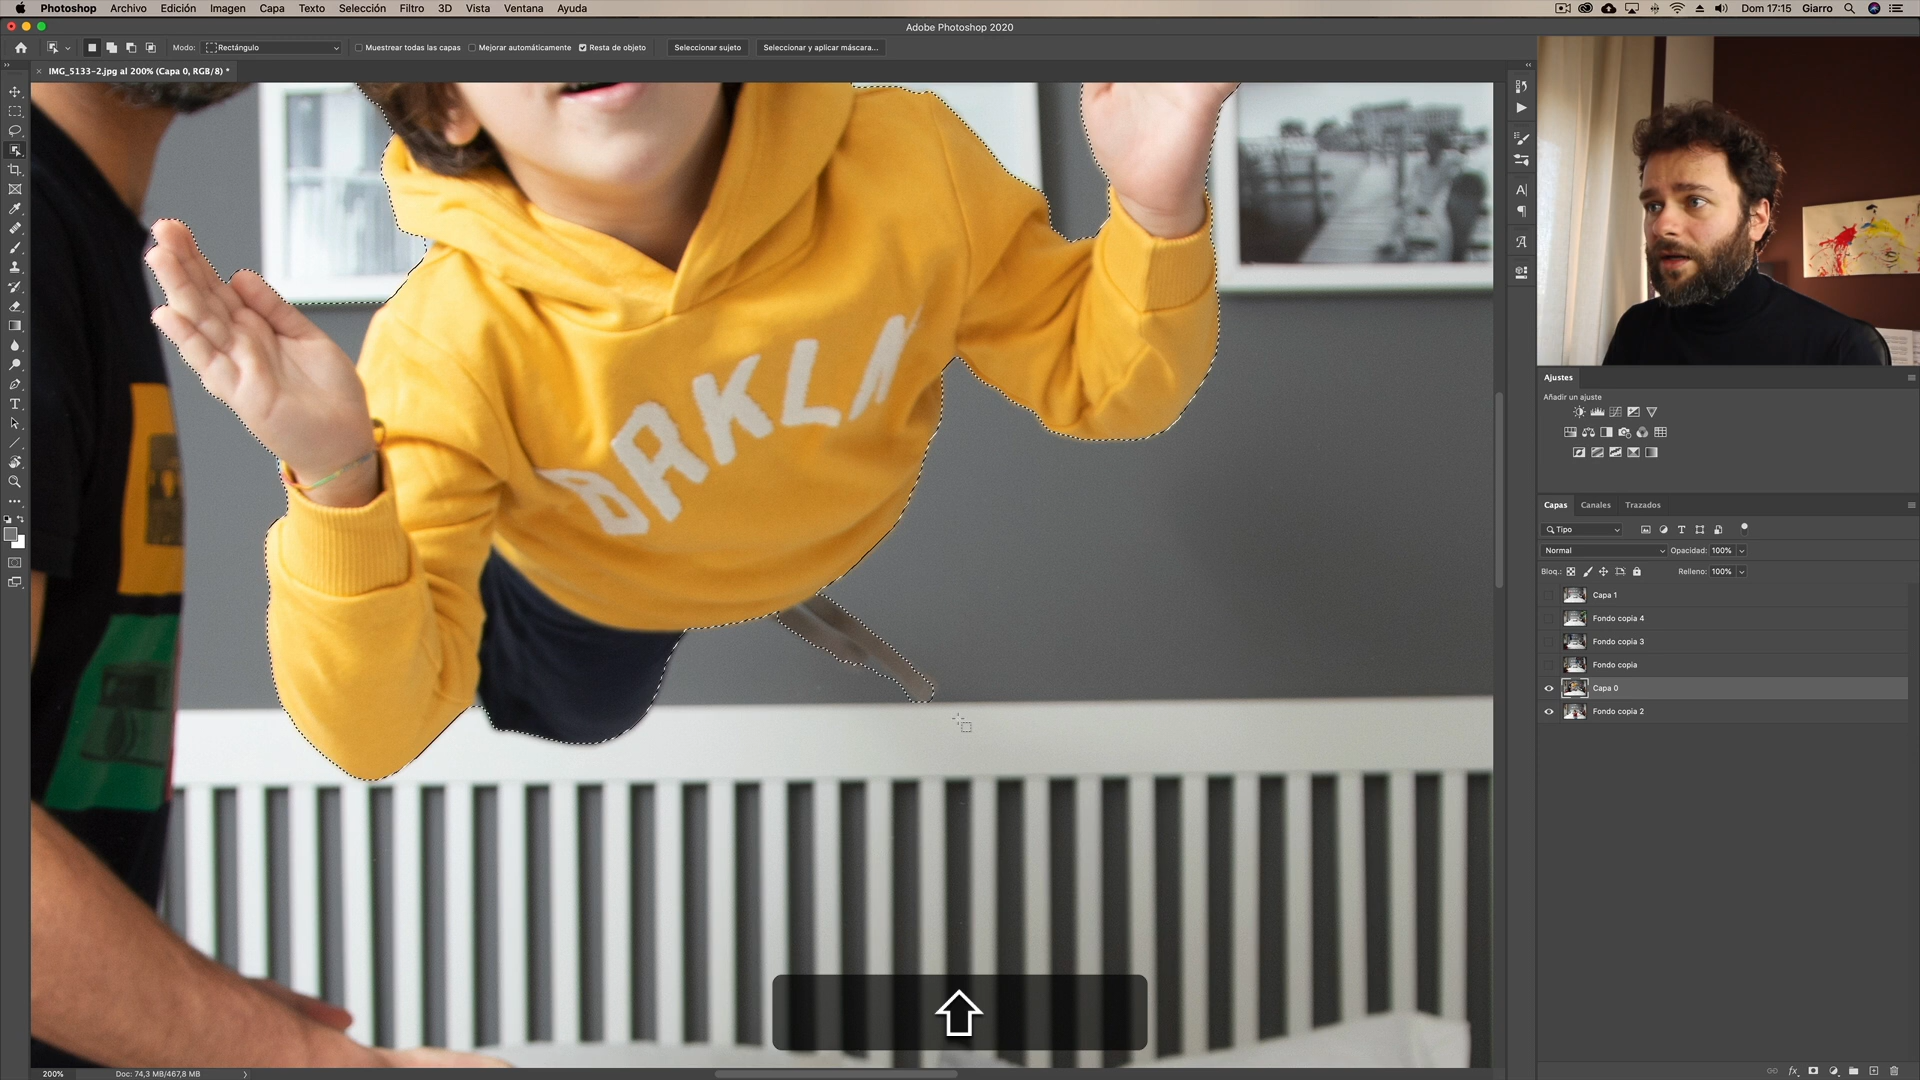 Photoshop Archivo Edición Imagen Capa Texto Selección Filtro 3D Vista Ventana Ayuda
Dom 17:15 Giarro
Adobe Photoshop 2020
Modo: Rectángulo Muestrear todas las capas Mejorar automáticamente Resta de objeto Seleccionar sujeto Seleccionar y aplicar máscara...
IMG_5133-2.jpg al 200% (Capa 0, RGB/8) *
BRKLN
Ajustes
Añadir un ajuste
Capas Canales Trazados
Tipo
Normal Opacidad: 100%
Bloq.: Relleno: 100%
Capa 1
Fondo copia 4
Fondo copia 3
Fondo copia
Capa 0
Fondo copia 2
200% Doc: 74,3 MB/467,8 MB